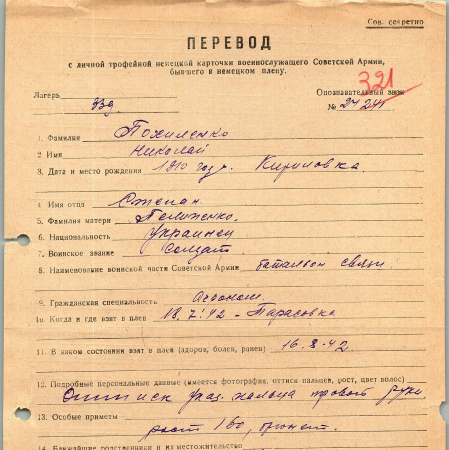 Сов. секретно
ПЕРЕВОД
с личной трофейной немецкой карточки военнослужащего Советской Армии,
бывшего в немецком плену.
321
Лагерь Опознавательный знак
№ 27241
1. Фамилия Похиленко
2 Имя Николай
3. Дата и место рождения 1910 год. Кириловка
4. Имя отца Степан
5. Фамилия матери
6. Национальность Украинец
7. Воинское звание солдат.
8. Наименование воинской части Советской Армии батальон связи
9. Гражданская специальность Агроном.
10. Когда и где взят в плен 18.7.42 - Тарасовка
11. В каком состоянии взят в плен (здоров, болен, ранен) 16.8.42
12. Подробные персональные данные (имеется фотография, оттиск пальцев, рост, цвет волос)
Оттиск указ. пальца правой руки
13. Особые приметы
рост 160, брюнет.
14. Ближайшие родственники и их местожительство